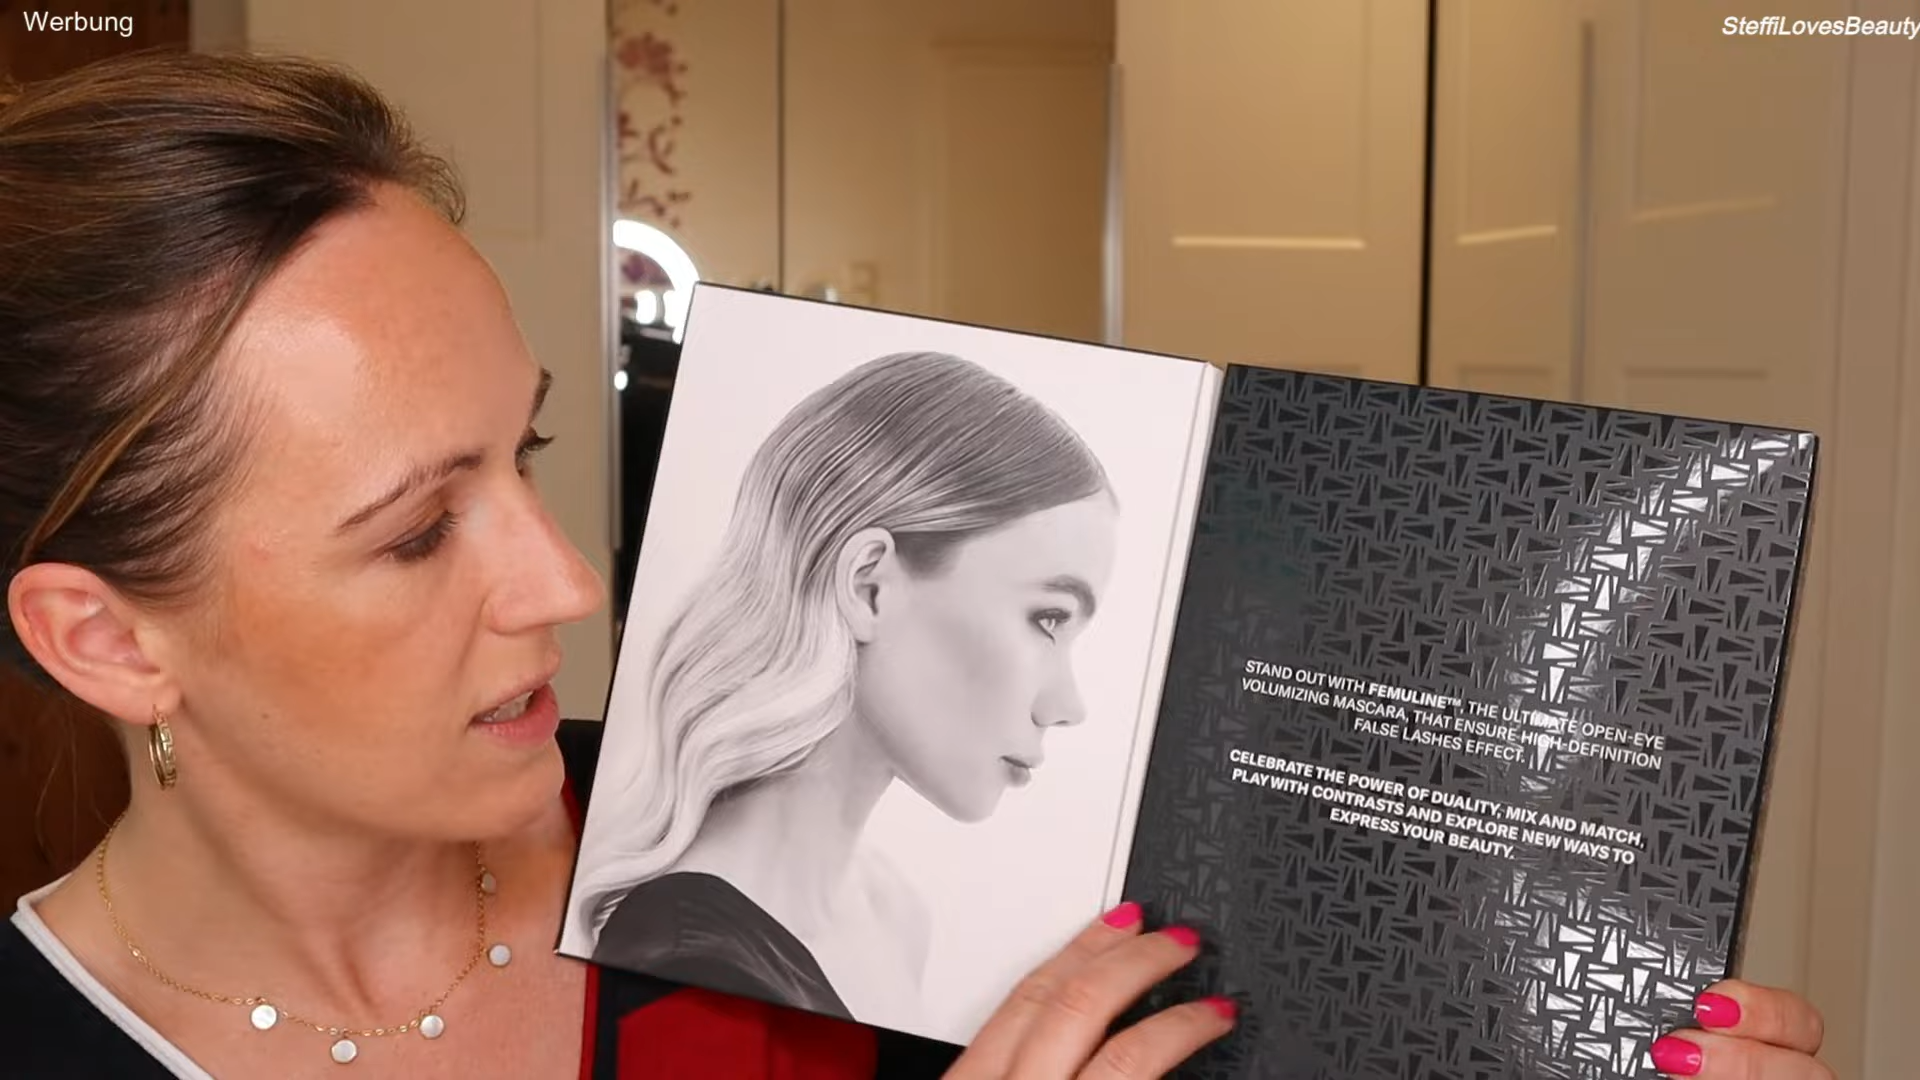 Werbung
SteffiLovesBeauty
STAND OUT WITH FEMULINE™, THE ULTIMATE OPEN-EYE
VOLUMIZING MASCARA, THAT ENSURE HIGH-DEFINITION
FALSE LASHES EFFECT.
CELEBRATE THE POWER OF DUALITY, MIX AND MATCH,
PLAY WITH CONTRASTS AND EXPLORE NEW WAYS TO
EXPRESS YOUR BEAUTY.